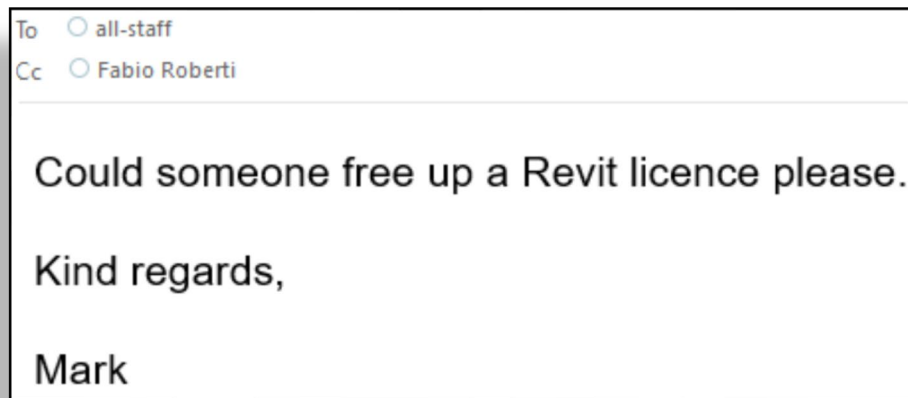 To all-staff
Cc Fabio Roberti
Could someone free up a Revit licence please.
Kind regards,
Mark